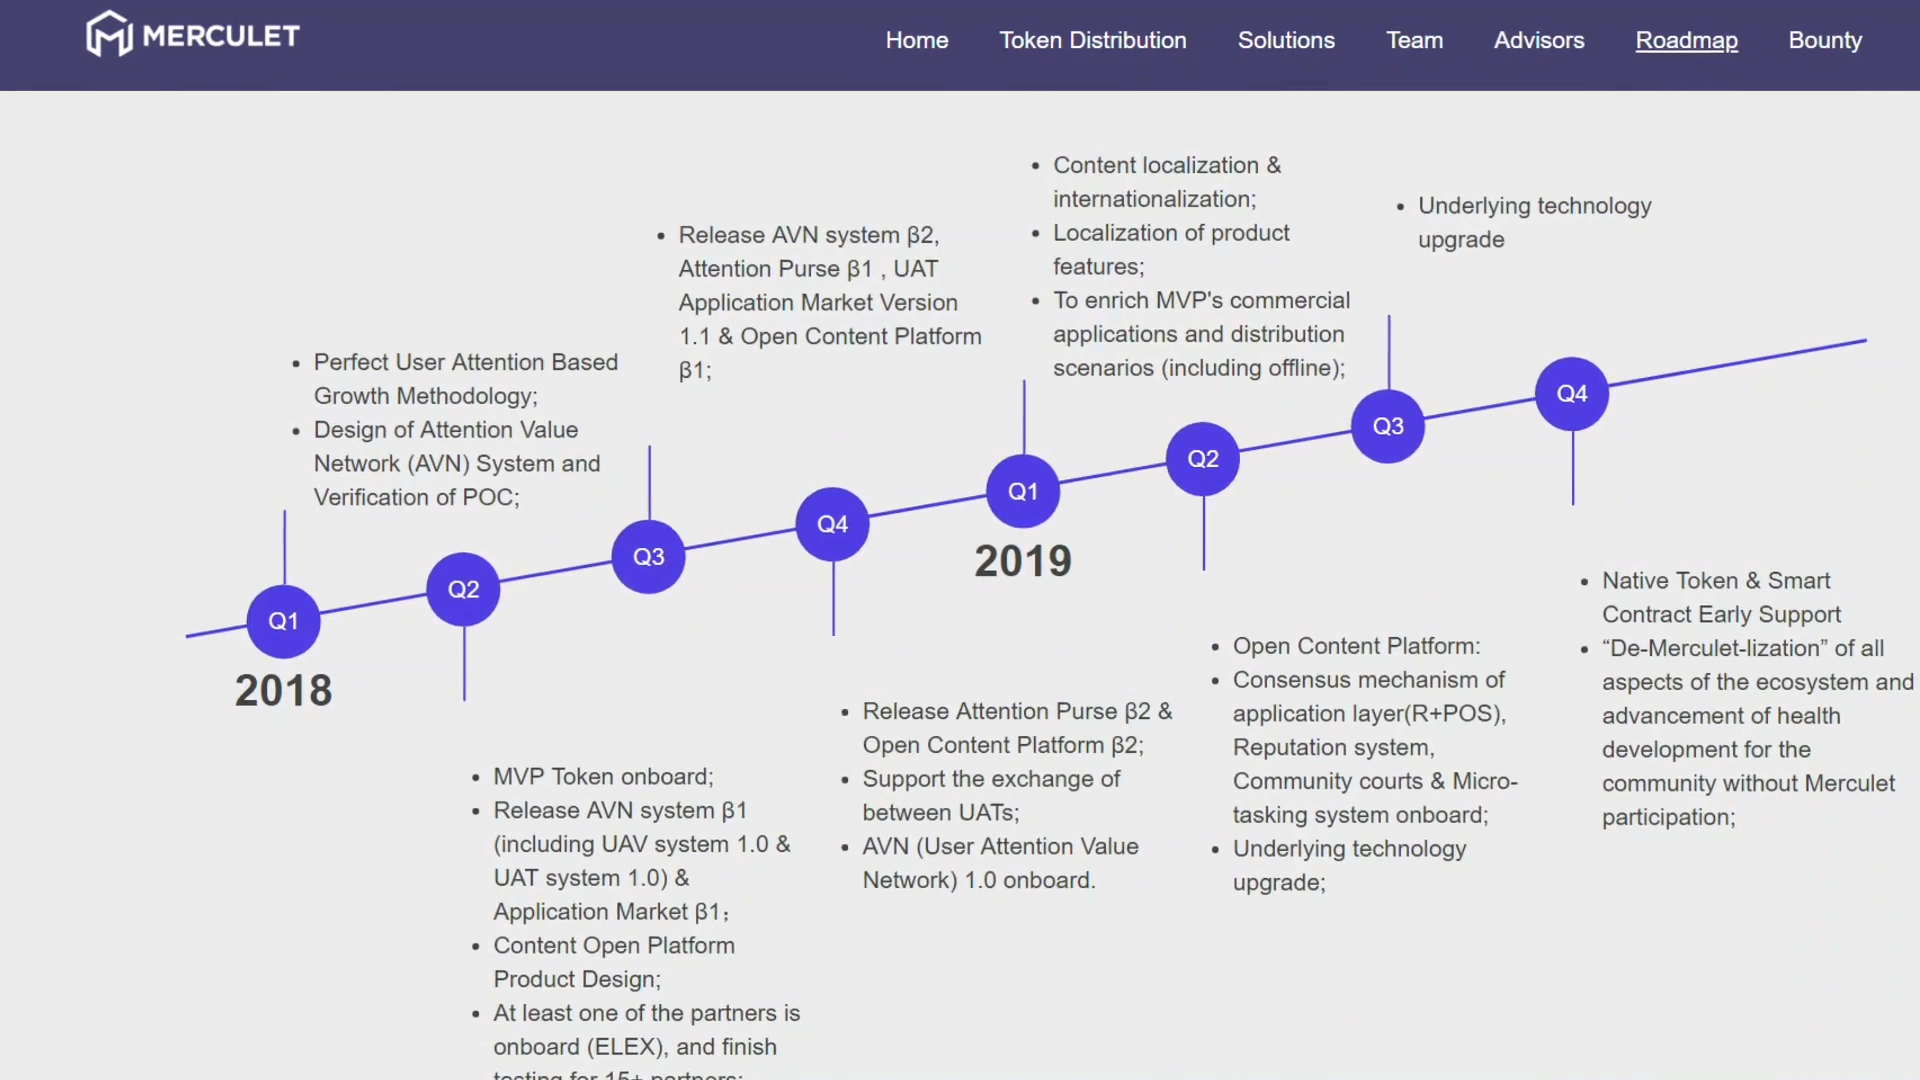 MERCULET
Home
Token Distribution
Solutions
Team
Advisors
Roadmap
Bounty
• Perfect User Attention Based
Growth Methodology;
• Design of Attention Value
Network (AVN) System and
Verification of POC;
Q1
2018
Q2
• MVP Token onboard;
• Release AVN system β1
(including UAV system 1.0 &
UAT system 1.0) &
Application Market β1；
• Content Open Platform
Product Design;
• At least one of the partners is
onboard (ELEX), and finish
testing for 15+ partners;
• Release AVN system β2,
Attention Purse β1 , UAT
Application Market Version
1.1 & Open Content Platform
β1;
Q3
Q4
• Release Attention Purse β2 &
Open Content Platform β2;
• Support the exchange of
between UATs;
• AVN (User Attention Value
Network) 1.0 onboard.
• Content localization &
internationalization;
• Localization of product
features;
• To enrich MVP's commercial
applications and distribution
scenarios (including offline);
Q1
2019
Q2
• Open Content Platform:
• Consensus mechanism of
application layer(R+POS),
Reputation system,
Community courts & Micro-
tasking system onboard;
• Underlying technology
upgrade;
• Underlying technology
upgrade
Q3
Q4
• Native Token & Smart
Contract Early Support
• “De-Merculet-lization” of all
aspects of the ecosystem and
advancement of health
development for the
community without Merculet
participation;